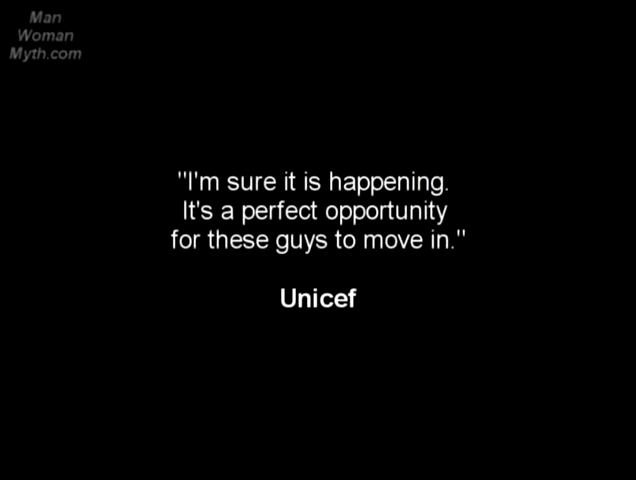 Man
Woman
Myth.com
"I'm sure it is happening.
It's a perfect opportunity
for these guys to move in."
Unicef